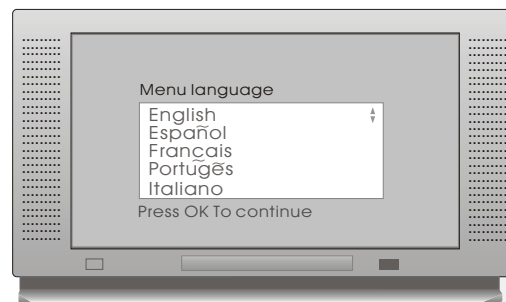 Menu language
English
Español
Français
Portugẽs
Italiano
Press OK To continue